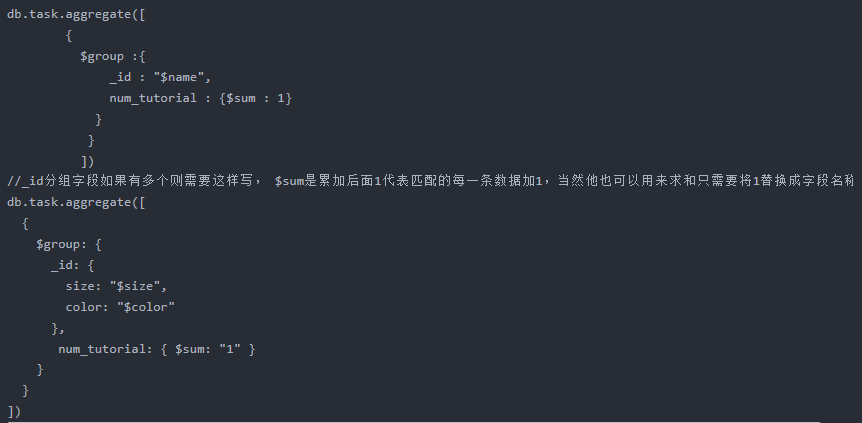 db.task.aggregate([
        {
          $group :{
              _id : "$name",
              num_tutorial : {$sum : 1}
            }
           }
          ])
//_id分组字段如果有多个则需要这样写， $sum是累加后面1代表匹配的每一条数据加1，当然他也可以用来求和只需要将1替换成字段名称
db.task.aggregate([
  {
    $group: {
      _id: {
        size: "$size",
        color: "$color"
      },
       num_tutorial: { $sum: "1" }
    }
  }
])